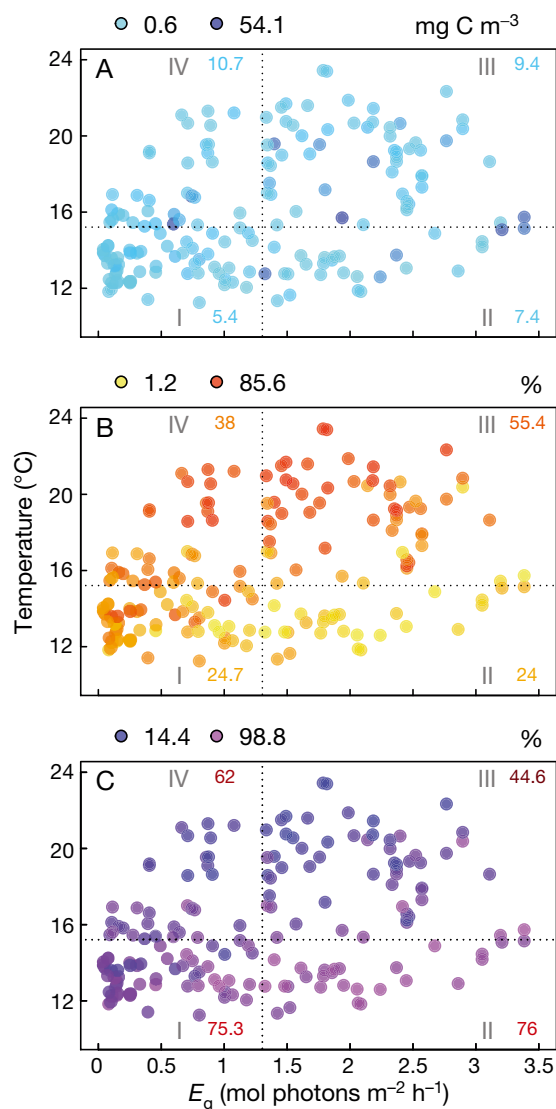 0.6 54.1 mg C m⁻³
24
A IV 10.7 III 9.4
20
16
12
I 5.4 II 7.4
1.2 85.6 %
24
B IV 38 III 55.4
20
16
12
I 24.7 II 24
Temperature (°C)
14.4 98.8 %
24
C IV 62 III 44.6
20
16
12
I 75.3 II 76
0 0.5 1 1.5 2 2.5 3 3.5
E_g (mol photons m⁻² h⁻¹)